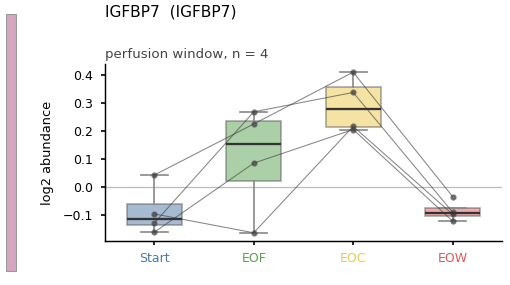 IGFBP7  (IGFBP7)
perfusion window, n = 4
log2 abundance
0.4
0.3
0.2
0.1
0.0
−0.1
Start
EOF
EOC
EOW